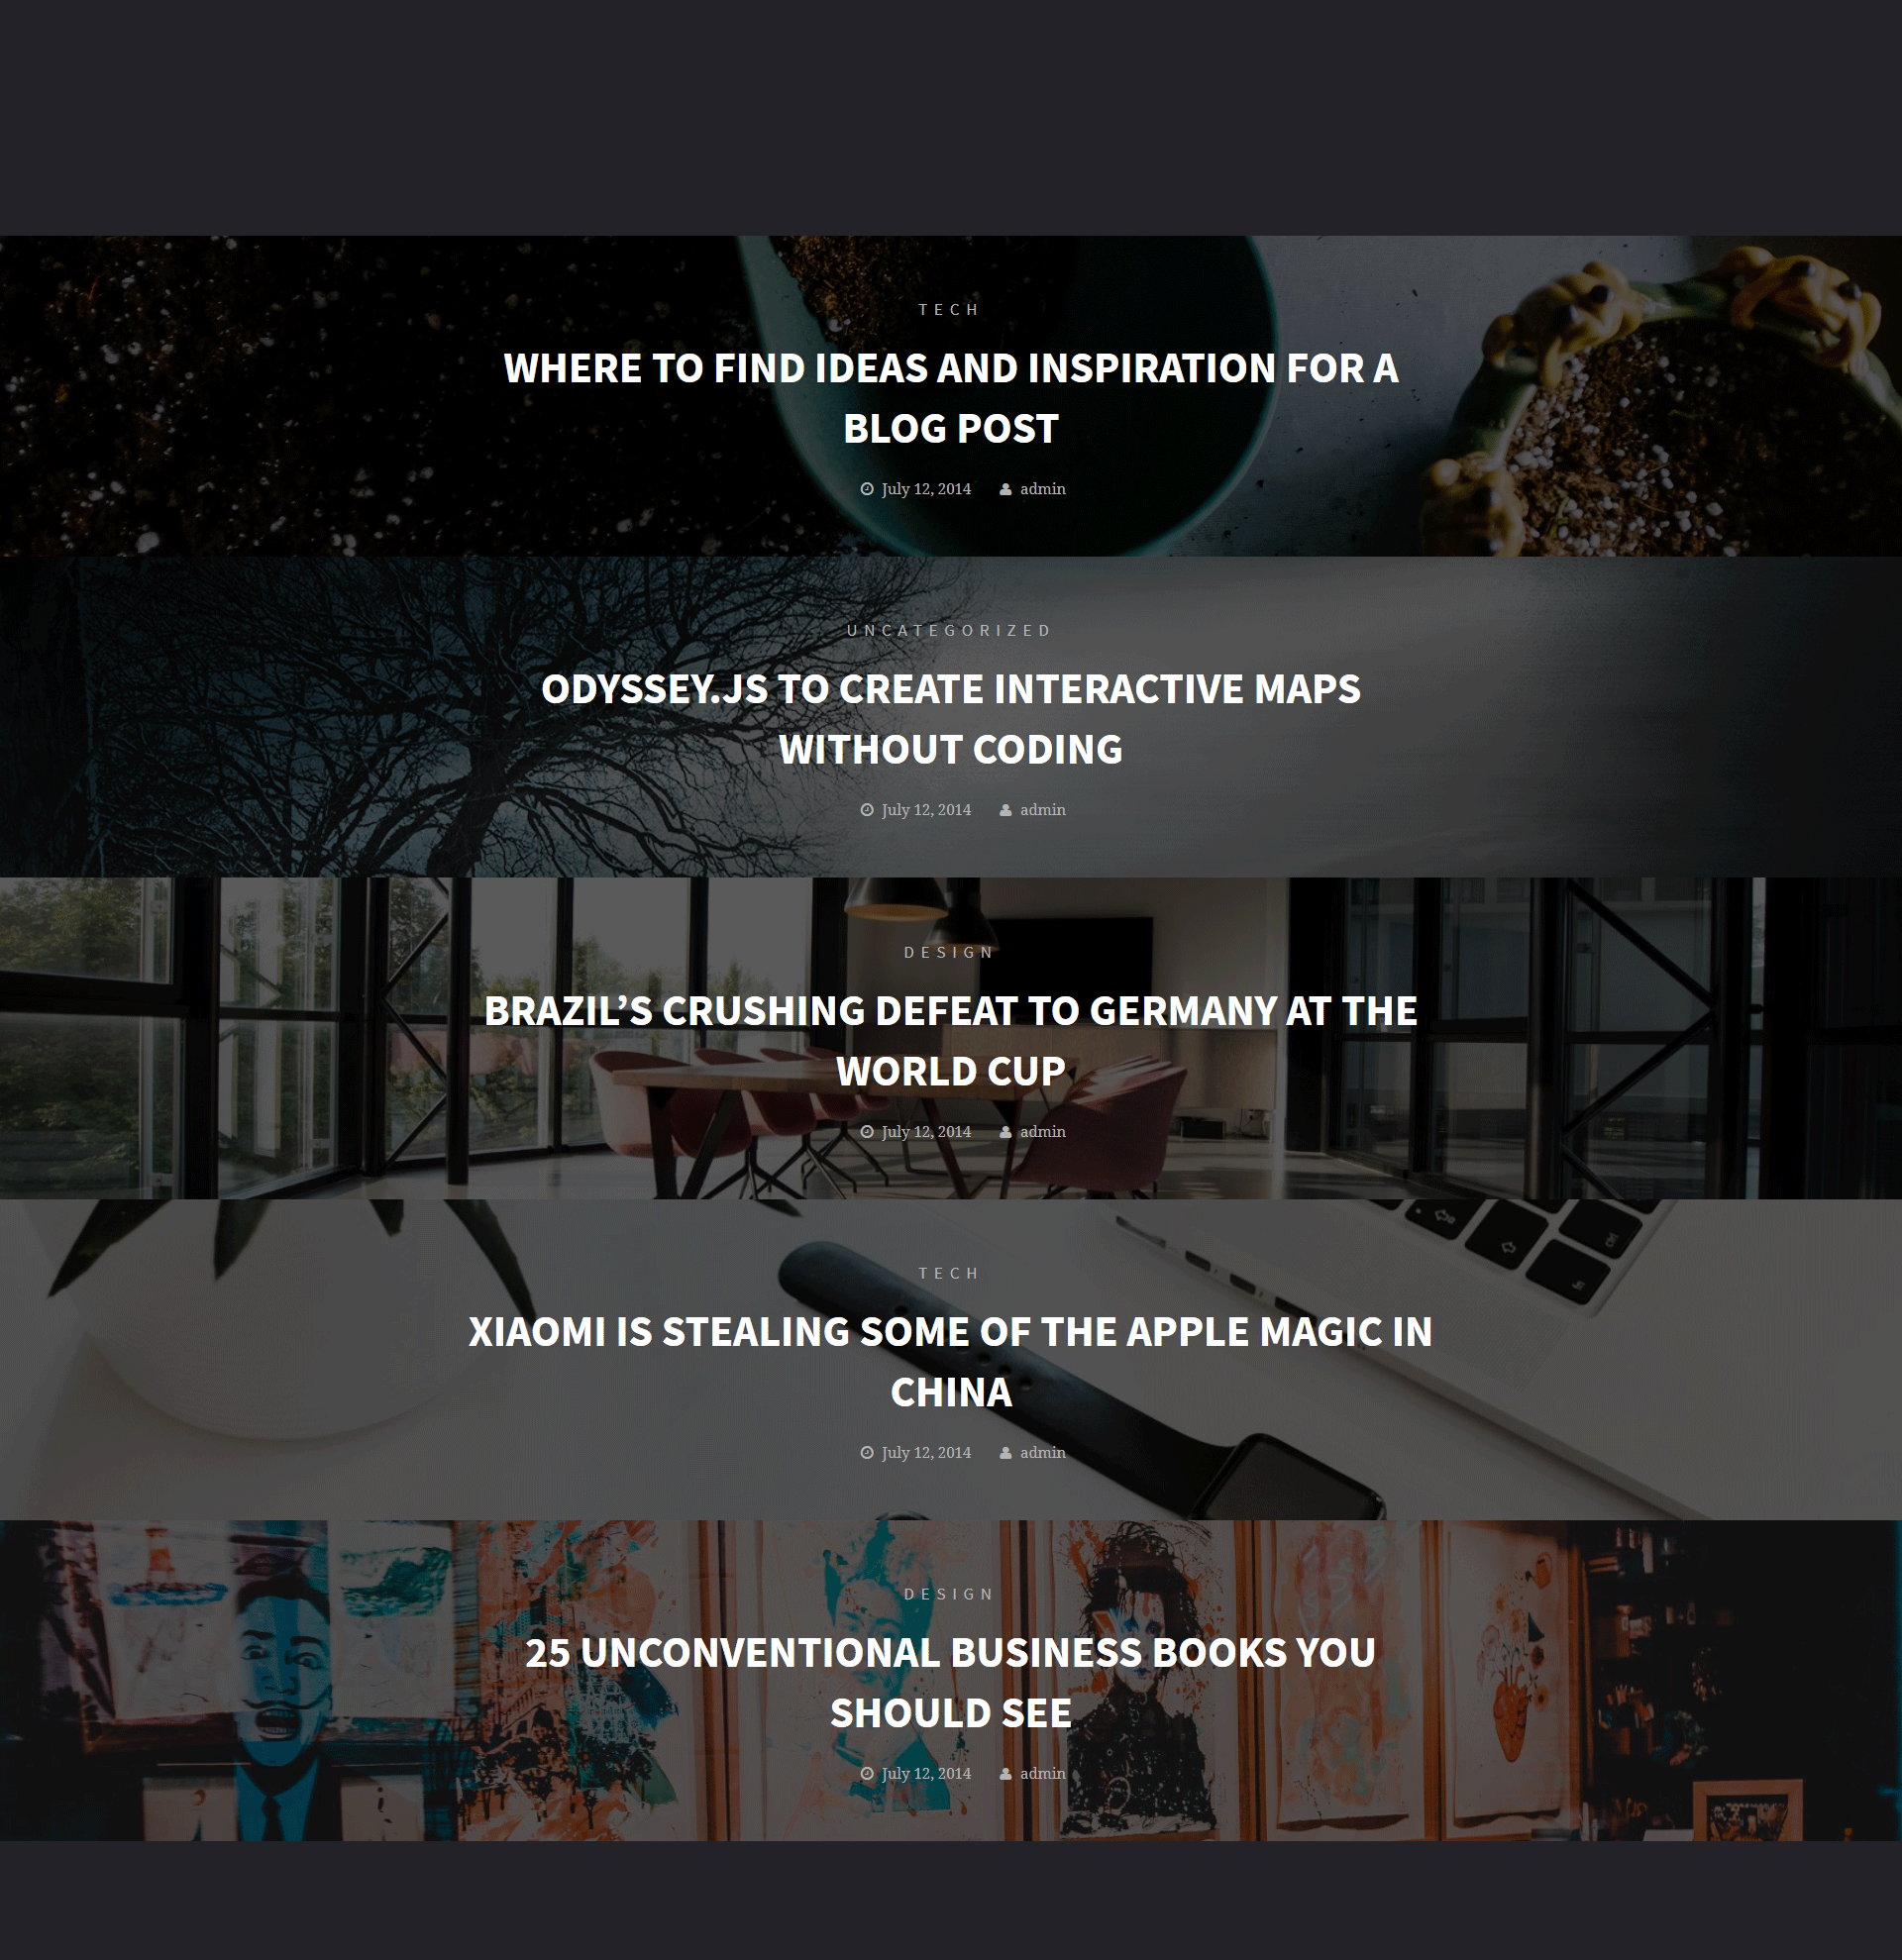 TECH
WHERE TO FIND IDEAS AND INSPIRATION FOR A
BLOG POST
July 12, 2014 admin
UNCATEGORIZED
ODYSSEY.JS TO CREATE INTERACTIVE MAPS
WITHOUT CODING
July 12, 2014 admin
DESIGN
BRAZIL’S CRUSHING DEFEAT TO GERMANY AT THE
WORLD CUP
July 12, 2014 admin
TECH
XIAOMI IS STEALING SOME OF THE APPLE MAGIC IN
CHINA
July 12, 2014 admin
DESIGN
25 UNCONVENTIONAL BUSINESS BOOKS YOU
SHOULD SEE
July 12, 2014 admin